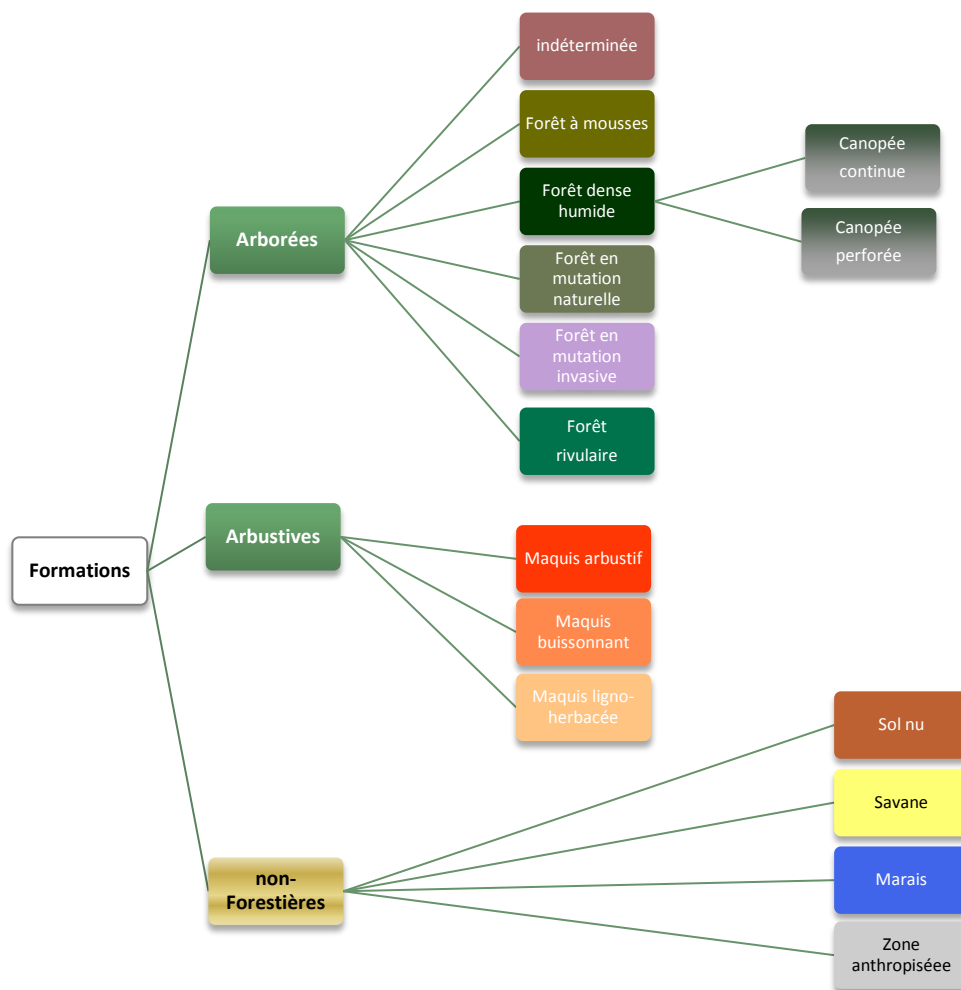 Formations
Arborées
indéterminée
Forêt à mousses
Forêt dense
humide
Canopée
continue
Canopée
perforée
Forêt en
mutation
naturelle
Forêt en
mutation
invasive
Forêt
rivulaire
Arbustives
Maquis arbustif
Maquis
buissonnant
Maquis ligno-
herbacée
non-
Forestières
Sol nu
Savane
Marais
Zone
anthropiséee